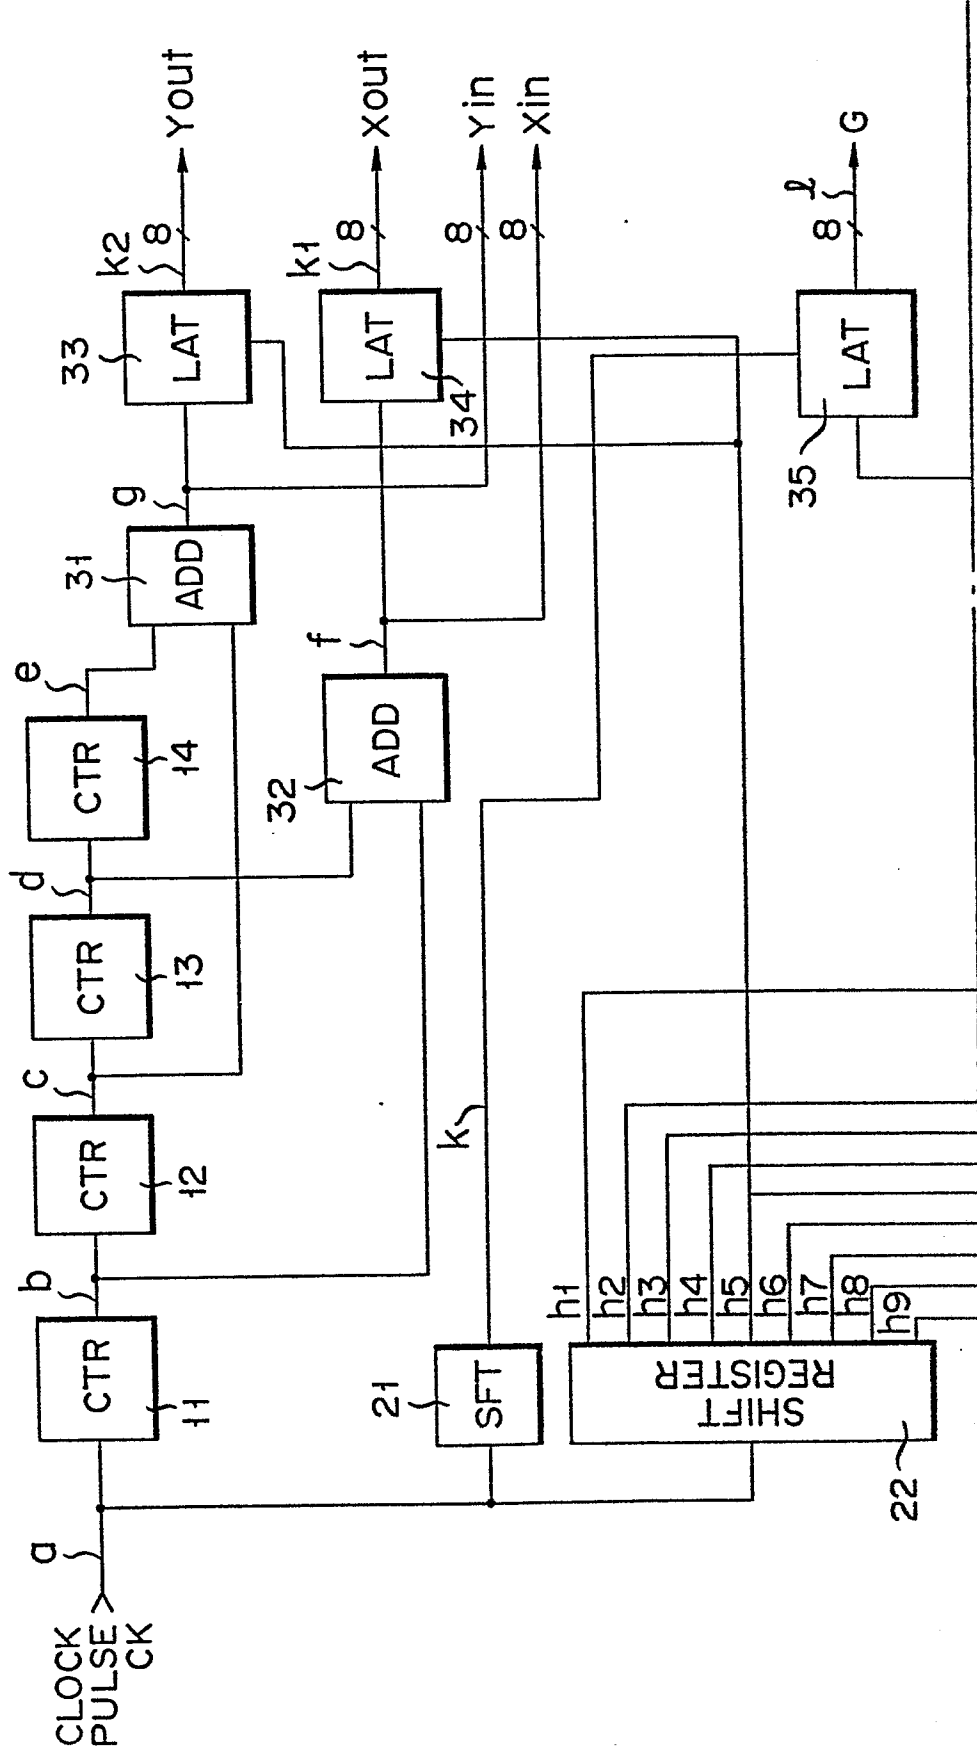 CLOCK
PULSE
CK
a
CTR
11
b
CTR
12
c
CTR
13
d
CTR
14
e
ADD
31
g
LAT
33
k2
8
Yout
ADD
32
f
LAT
34
k1
8
Xout
8
Yin
8
Xin
SFT
21
k
LAT
35
8
l
G
SHIFT
REGISTER
22
h1
h2
h3
h4
h5
h6
h7
h8
h9